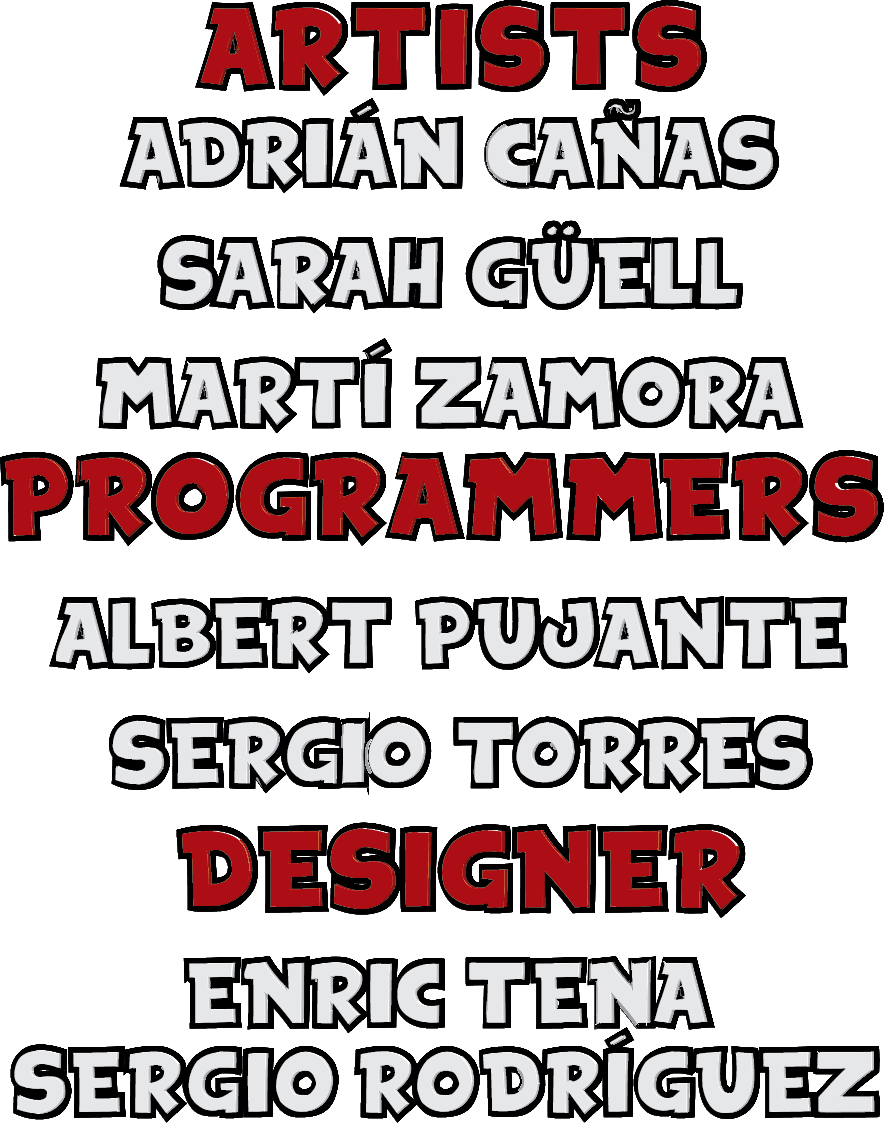 ARTISTS
ADRIÁN CAÑAS
SARAH GÜELL
MARTÍ ZAMORA
PROGRAMMERS
ALBERT PUJANTE
SERGIO TORRES
DESIGNER
ENRIC TENA
SERGIO RODRÍGUEZ